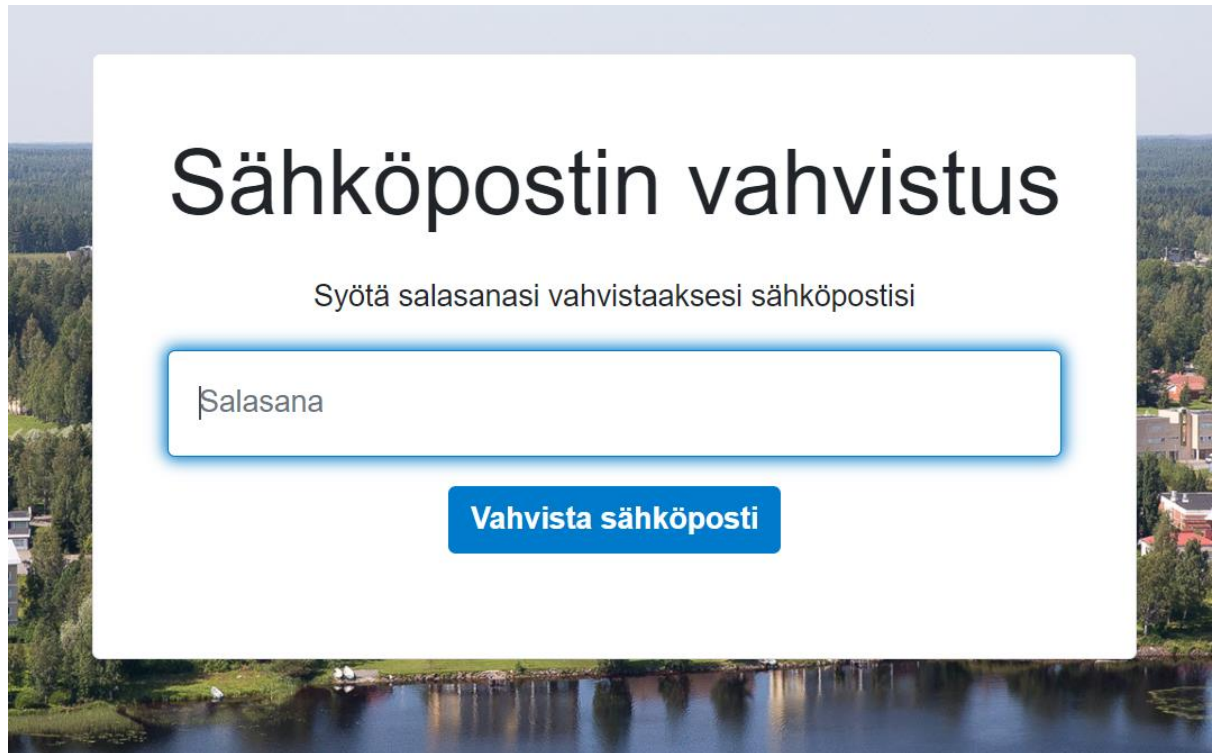 Sähköpostin vahvistus
Syötä salasanasi vahvistaaksesi sähköpostisi
Salasana
Vahvista sähköposti